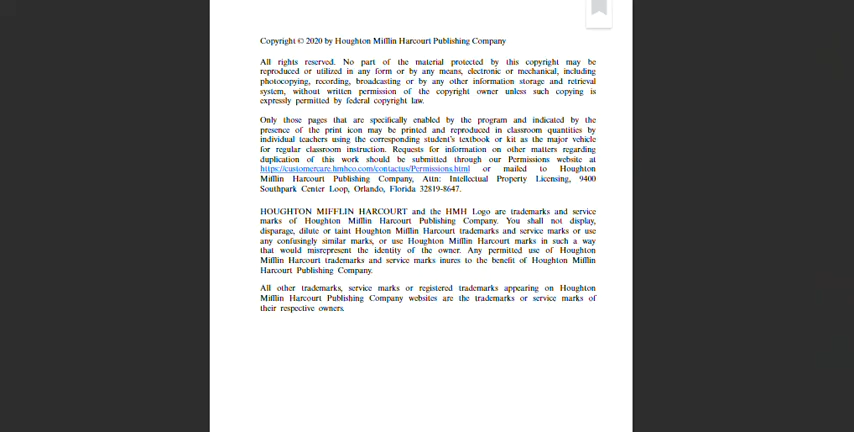 Copyright © 2020 by Houghton Mifflin Harcourt Publishing Company
All rights reserved. No part of the material protected by this copyright may be
reproduced or utilized in any form or by any means, electronic or mechanical, including
photocopying, recording, broadcasting or by any other information storage and retrieval
system, without written permission of the copyright owner unless such copying is
expressly permitted by federal copyright law.
Only those pages that are specifically enabled by the program and indicated by the
presence of the print icon may be printed and reproduced in classroom quantities by
individual teachers using the corresponding student's textbook or kit as the major vehicle
for regular classroom instruction. Requests for information on other matters regarding
duplication of this work should be submitted through our Permissions website at
https://customercare.hmhco.com/contactus/Permissions.html or mailed to Houghton
Mifflin Harcourt Publishing Company, Attn: Intellectual Property Licensing, 9400
Southpark Center Loop, Orlando, Florida 32819-8647.
HOUGHTON MIFFLIN HARCOURT and the HMH Logo are trademarks and service
marks of Houghton Mifflin Harcourt Publishing Company. You shall not display,
disparage, dilute or taint Houghton Mifflin Harcourt trademarks and service marks or use
any confusingly similar marks, or use Houghton Mifflin Harcourt marks in such a way
that would misrepresent the identity of the owner. Any permitted use of Houghton
Mifflin Harcourt trademarks and service marks inures to the benefit of Houghton Mifflin
Harcourt Publishing Company.
All other trademarks, service marks or registered trademarks appearing on Houghton
Mifflin Harcourt Publishing Company websites are the trademarks or service marks of
their respective owners.